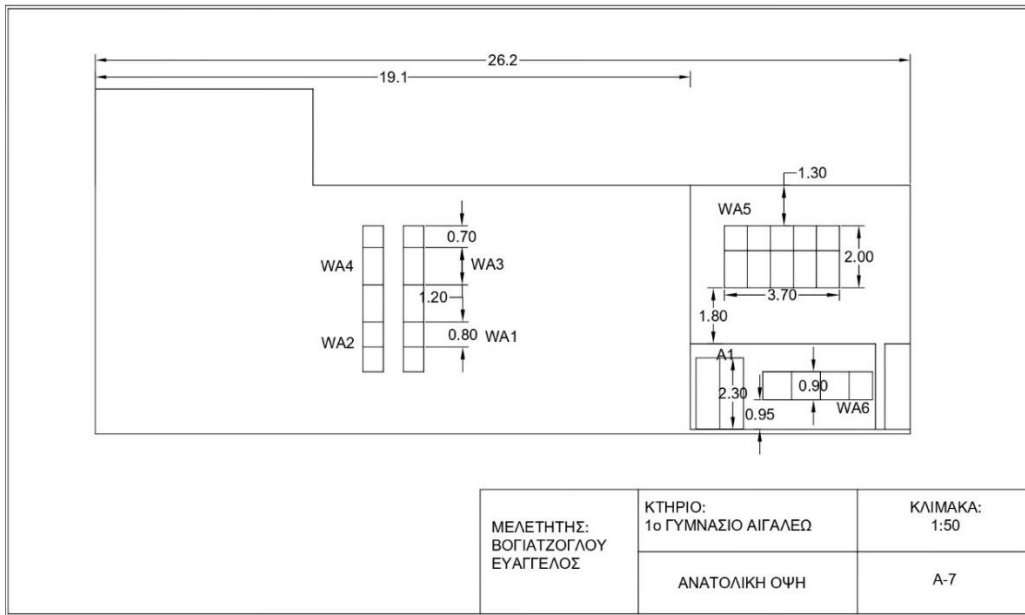 26.2
19.1
1.30
WA5
0.70
WA4
WA3
2.00
1.20
3.70
1.80
0.80
WA1
WA2
A1
2.30
0.90
0.95
WA6
ΜΕΛΕΤΗΤΗΣ:
ΒΟΓΙΑΤΖΟΓΛΟΥ
ΕΥΑΓΓΕΛΟΣ
ΚΤΗΡΙΟ:
1ο ΓΥΜΝΑΣΙΟ ΑΙΓΑΛΕΩ
ΚΛΙΜΑΚΑ:
1:50
ΑΝΑΤΟΛΙΚΗ ΟΨΗ
Α-7